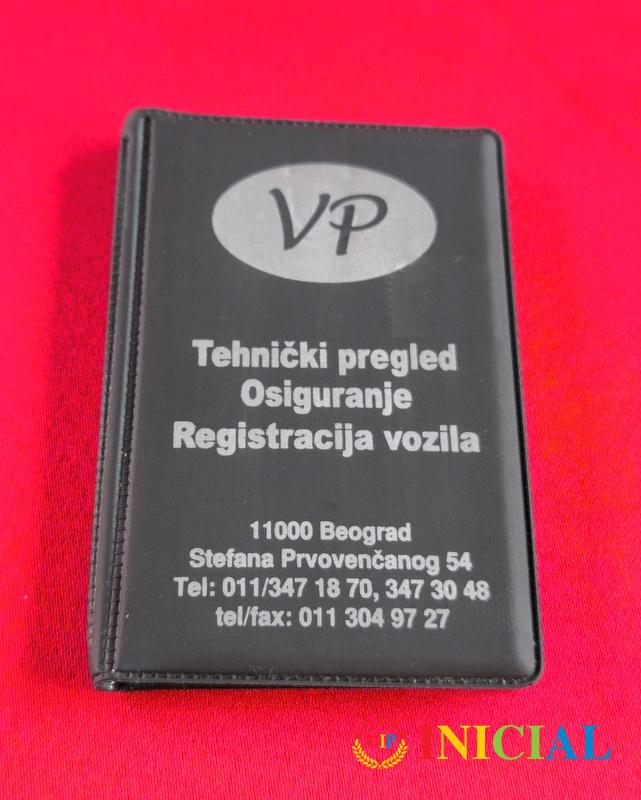 VP
Tehnički pregled
Osiguranje
Registracija vozila
11000 Beograd
Stefana Prvovenčanog 54
Tel: 011/347 18 70, 347 30 48
tel/fax: 011 304 97 27
IP INICIAL